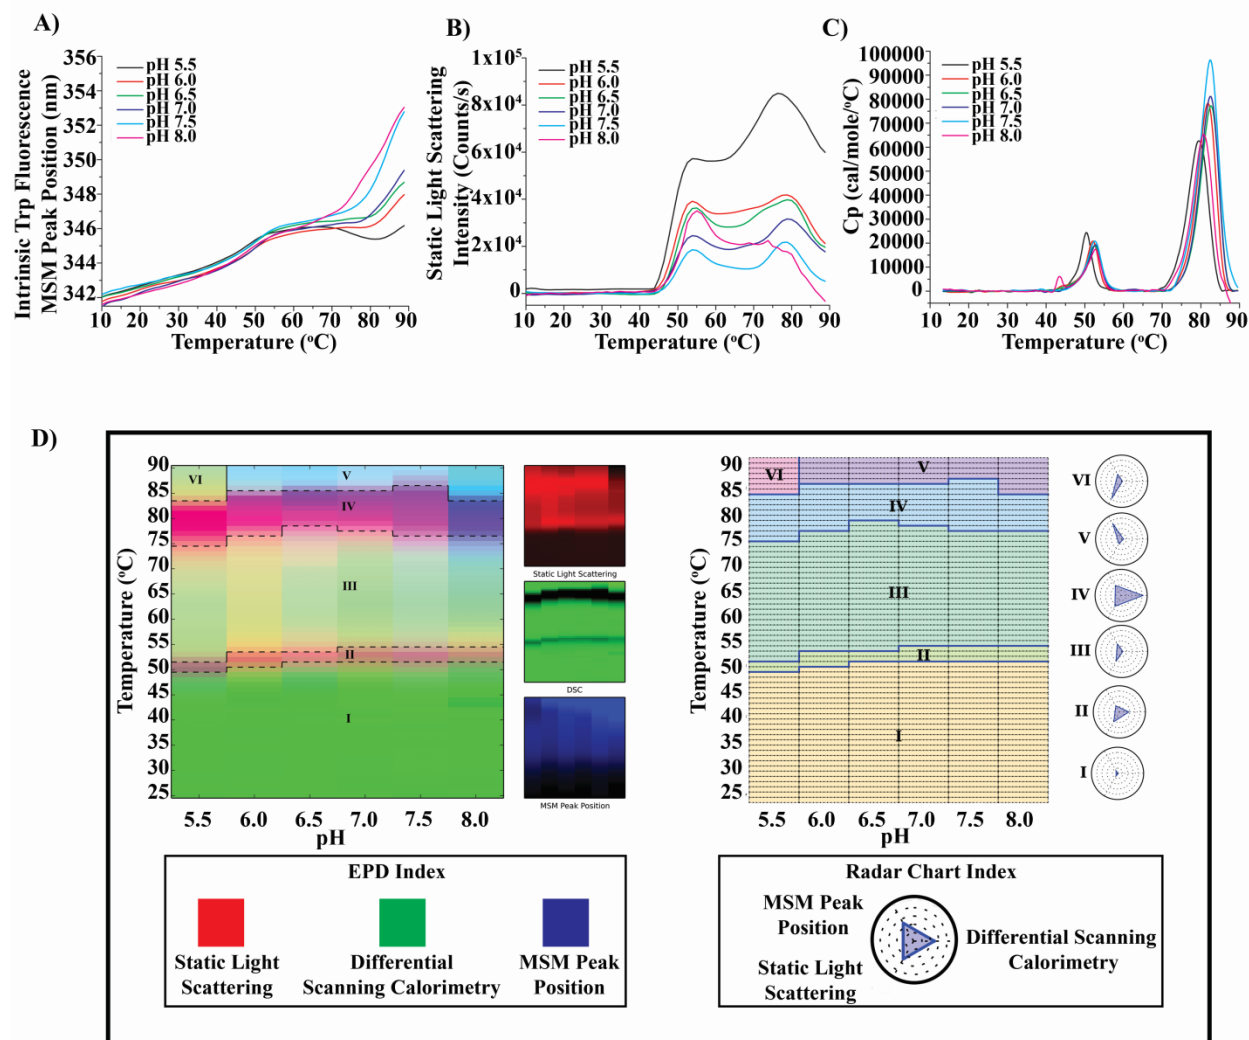 A)
Intrinsic Trp Fluorescence
MSM Peak Position (nm)
356
354
352
350
348
346
344
342
pH 5.5
pH 6.0
pH 6.5
pH 7.0
pH 7.5
pH 8.0
10 20 30 40 50 60 70 80 90
Temperature (°C)
B)
Static Light Scattering
Intensity (Counts/s)
1x10⁵
8x10⁴
6x10⁴
4x10⁴
2x10⁴
0
pH 5.5
pH 6.0
pH 6.5
pH 7.0
pH 7.5
pH 8.0
10 20 30 40 50 60 70 80 90
Temperature (°C)
C)
Cp (cal/mole/°C)
100000
90000
80000
70000
60000
50000
40000
30000
20000
10000
0
pH 5.5
pH 6.0
pH 6.5
pH 7.0
pH 7.5
pH 8.0
10 20 30 40 50 60 70 80 90
Temperature (°C)
D)
Temperature (°C)
90
85
80
75
70
65
60
55
50
45
40
35
30
25
VI
V
IV
III
II
I
5.5 6.0 6.5 7.0 7.5 8.0
pH
Static Light Scattering
DSC
MSM Peak Position
Temperature (°C)
90
85
80
75
70
65
60
55
50
45
40
35
30
25
VI
V
IV
III
II
I
5.5 6.0 6.5 7.0 7.5 8.0
pH
VI
V
IV
III
II
I
EPD Index
Static Light
Scattering
Differential
Scanning Calorimetry
MSM Peak
Position
Radar Chart Index
MSM Peak
Position
Static Light
Scattering
Differential Scanning
Calorimetry